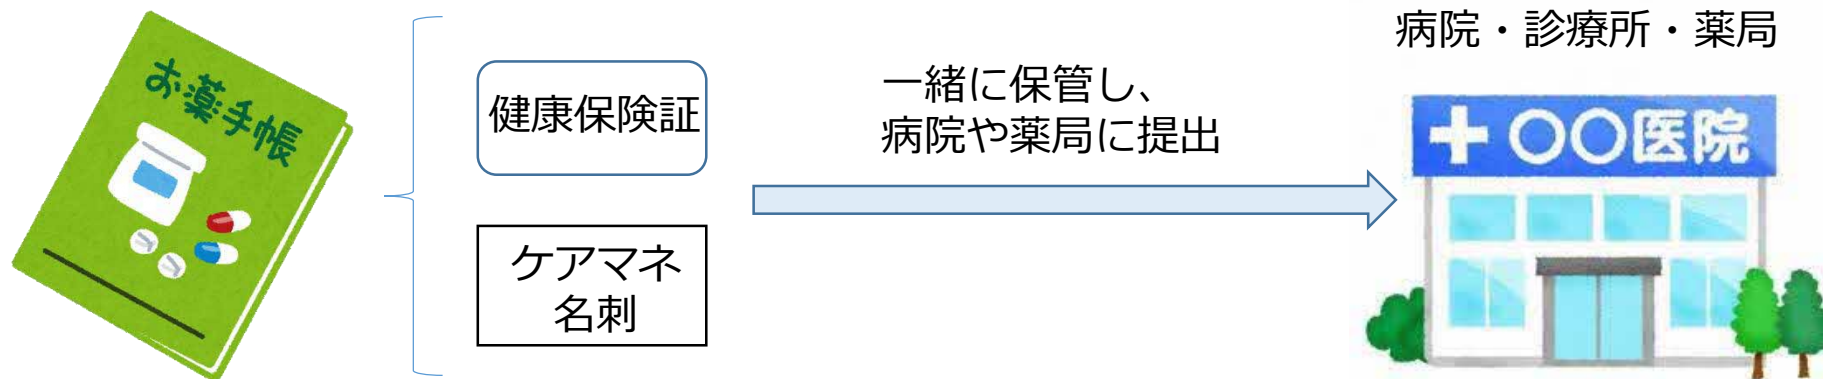 お薬手帳
健康保険証
ケアマネ
名刺
一緒に保管し、
病院や薬局に提出
病院・診療所・薬局
〇〇医院